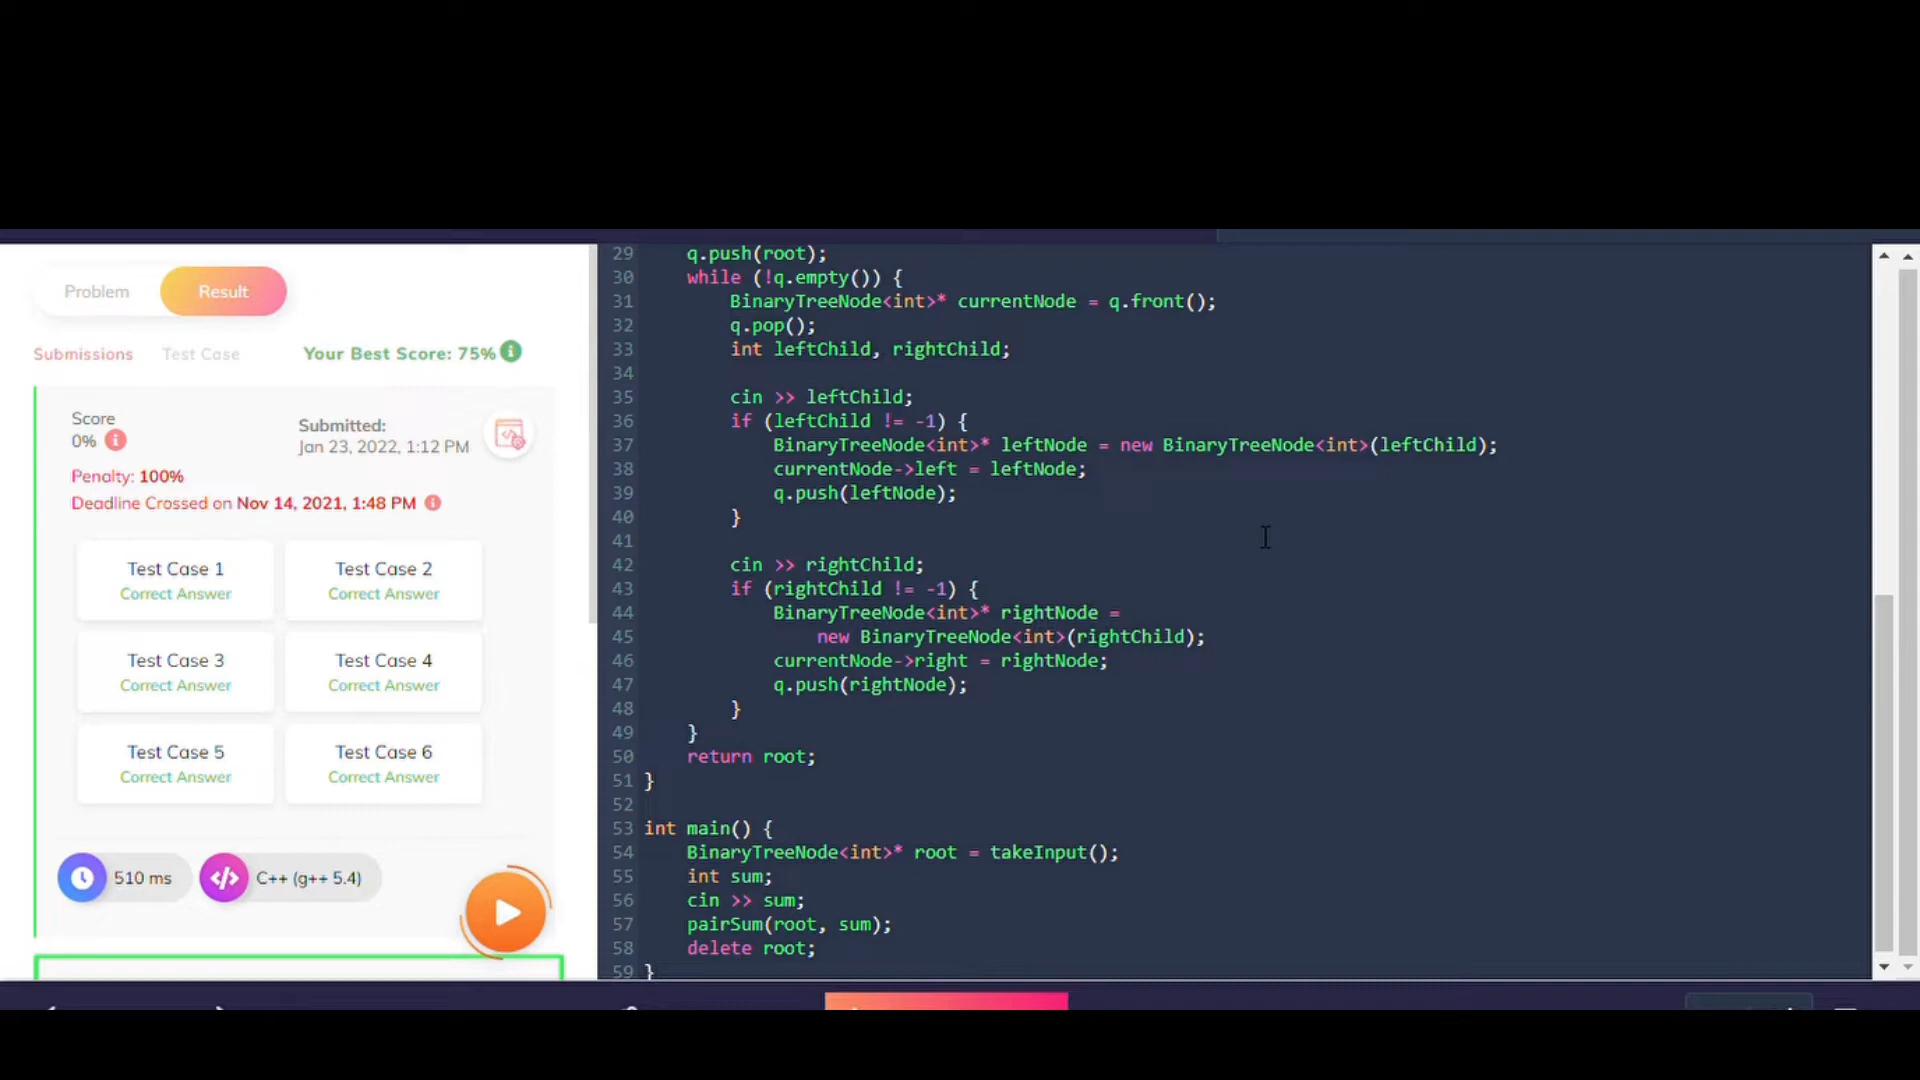 Problem
Result
Submissions
Test Case
Your Best Score: 75%
Score
0%
Submitted:
Jan 23, 2022, 1:12 PM
Penalty: 100%
Deadline Crossed on Nov 14, 2021, 1:48 PM
Test Case 1
Correct Answer
Test Case 2
Correct Answer
Test Case 3
Correct Answer
Test Case 4
Correct Answer
Test Case 5
Correct Answer
Test Case 6
Correct Answer
510 ms
C++ (g++ 5.4)
29 q.push(root);
30 while (!q.empty()) {
31 BinaryTreeNode<int>* currentNode = q.front();
32 q.pop();
33 int leftChild, rightChild;
34
35 cin >> leftChild;
36 if (leftChild != -1) {
37 BinaryTreeNode<int>* leftNode = new BinaryTreeNode<int>(leftChild);
38 currentNode->left = leftNode;
39 q.push(leftNode);
40 }
41
42 cin >> rightChild;
43 if (rightChild != -1) {
44 BinaryTreeNode<int>* rightNode =
45 new BinaryTreeNode<int>(rightChild);
46 currentNode->right = rightNode;
47 q.push(rightNode);
48 }
49 }
50 return root;
51 }
52
53 int main() {
54 BinaryTreeNode<int>* root = takeInput();
55 int sum;
56 cin >> sum;
57 pairSum(root, sum);
58 delete root;
59 }